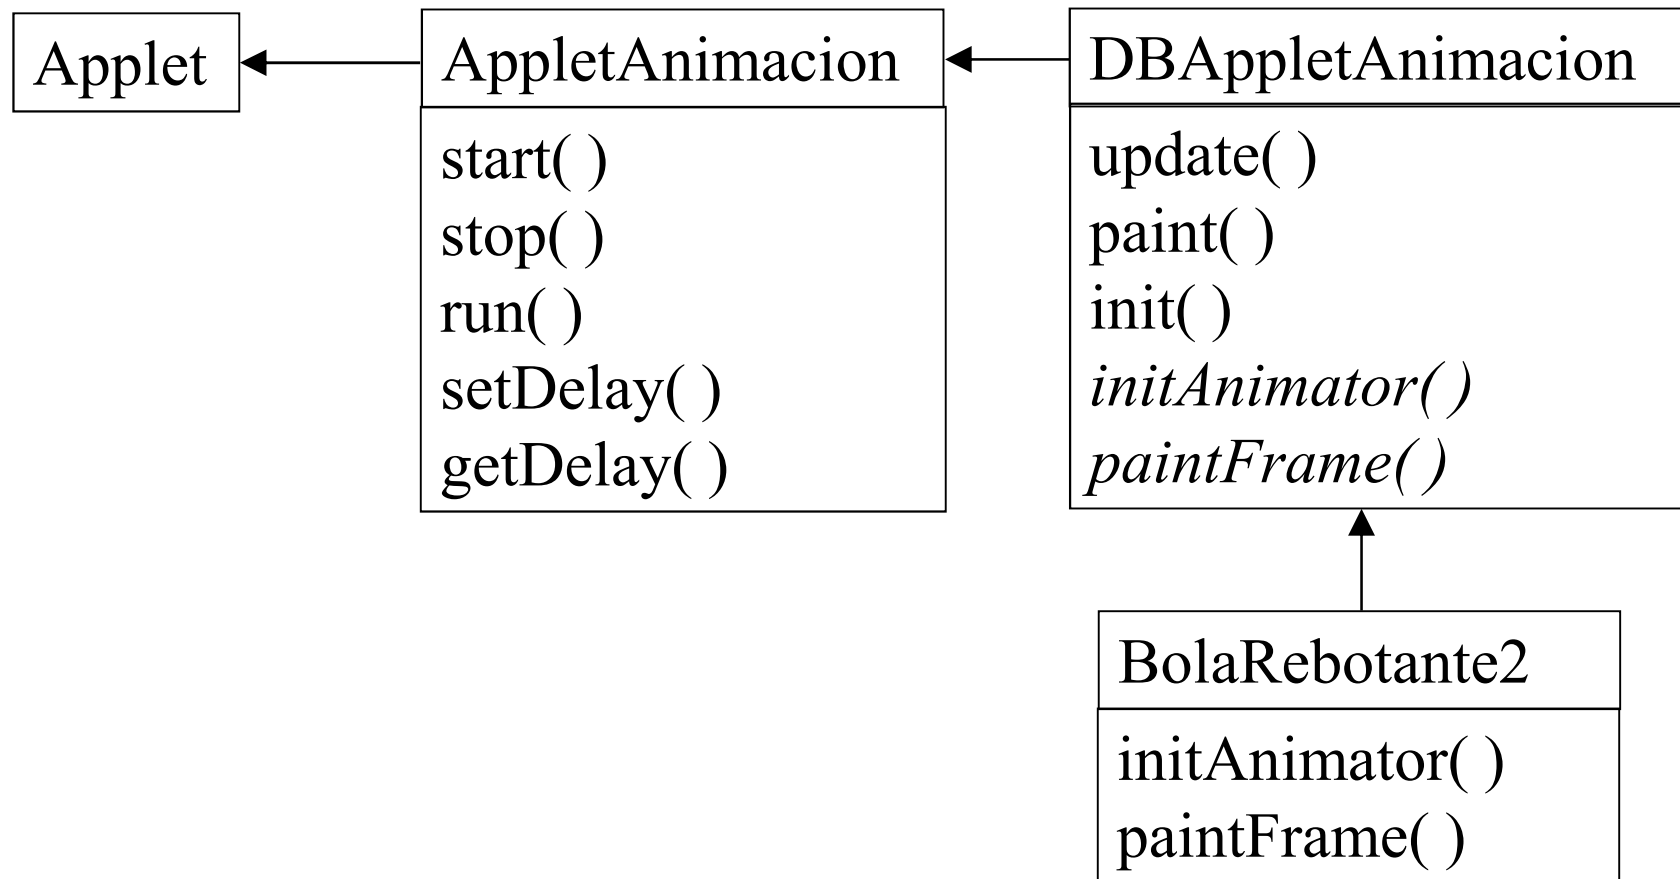 Applet
AppletAnimacion
start( )
stop( )
run( )
setDelay( )
getDelay( )
DBAppletAnimacion
update( )
paint( )
init( )
initAnimator( )
paintFrame( )
BolaRebotante2
initAnimator( )
paintFrame( )